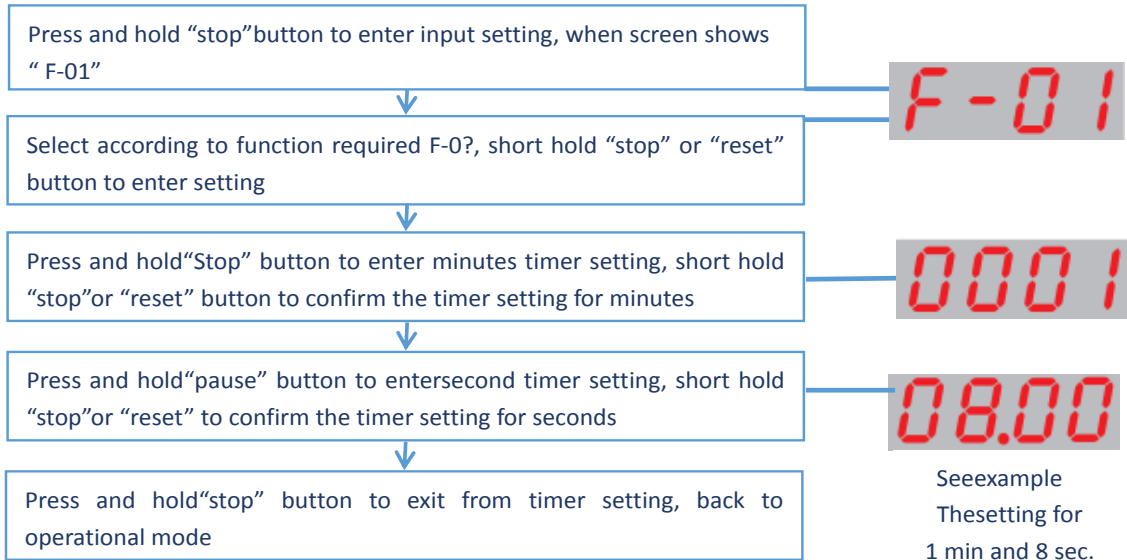 Press and hold “stop”button to enter input setting, when screen shows
“ F-01”
F-01
Select according to function required F-0?, short hold “stop” or “reset”
button to enter setting
Press and hold“Stop” button to enter minutes timer setting, short hold
“stop”or “reset” button to confirm the timer setting for minutes
0001
Press and hold“pause” button to entersecond timer setting, short hold
“stop”or “reset” to confirm the timer setting for seconds
08.00
Press and hold“stop” button to exit from timer setting, back to
operational mode
Seeexample
Thesetting for
1 min and 8 sec.